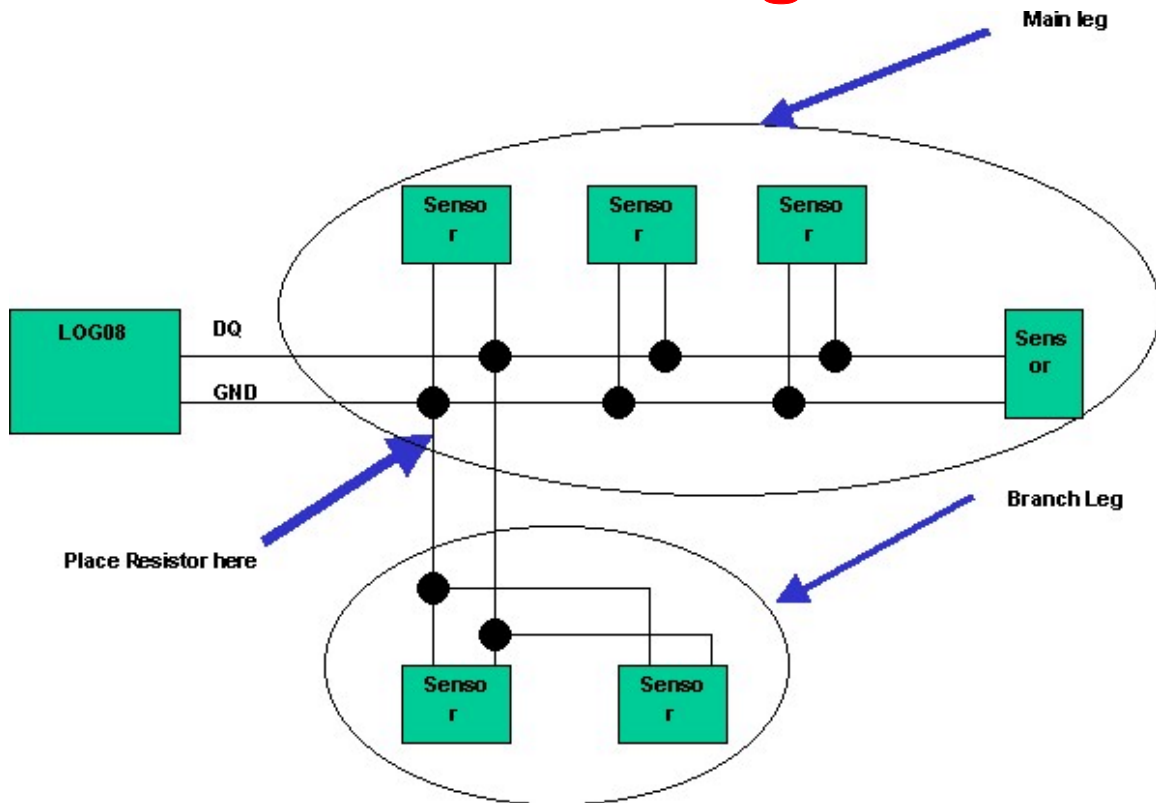 Main leg
Senso
r
Senso
r
Senso
r
LOG08
DQ
Sens
or
GND
Branch Leg
Place Resistor here
Senso
r
Senso
r